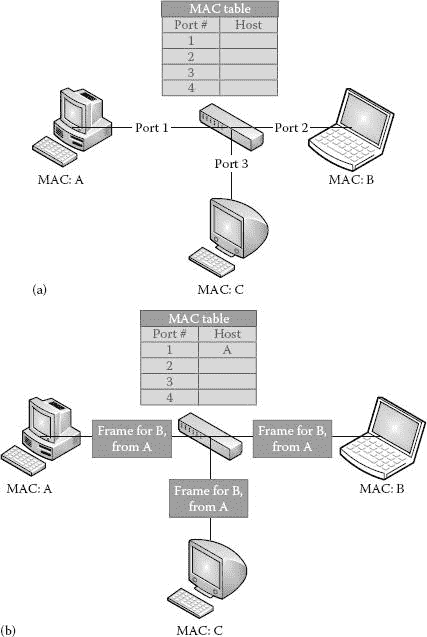 MAC table
Port # Host
1
2
3
4
Port 1
Port 2
Port 3
MAC: A
MAC: B
MAC: C
(a)
MAC table
Port # Host
1 A
2
3
4
Frame for B,
from A
Frame for B,
from A
Frame for B,
from A
MAC: A
MAC: B
MAC: C
(b)